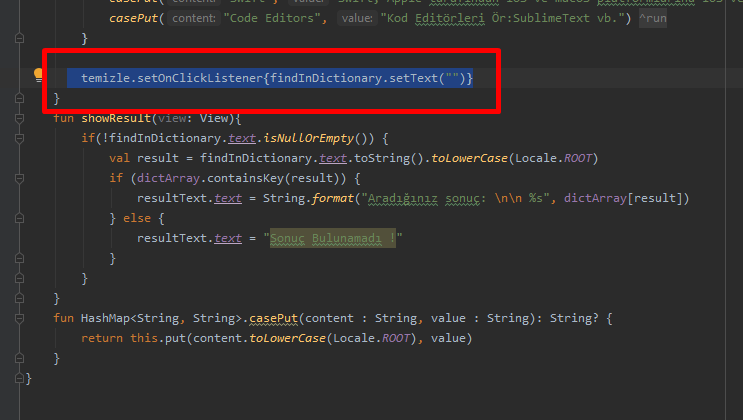 casePut( content: "Code Editors", value: "Kod Editörleri Ör:SublimeText vb.") ^run
}
temizle.setOnClickListener{findInDictionary.setText("")}
}
fun showResult(view: View){
if(!findInDictionary.text.isNullOrEmpty()) {
val result = findInDictionary.text.toString().toLowerCase(Locale.ROOT)
if (dictArray.containsKey(result)) {
resultText.text = String.format("Aradığınız sonuç: \n\n %s", dictArray[result])
} else {
resultText.text = "Sonuç Bulunamadı !"
}
}
}
fun HashMap<String, String>.casePut(content : String, value : String): String? {
return this.put(content.toLowerCase(Locale.ROOT), value)
}
}